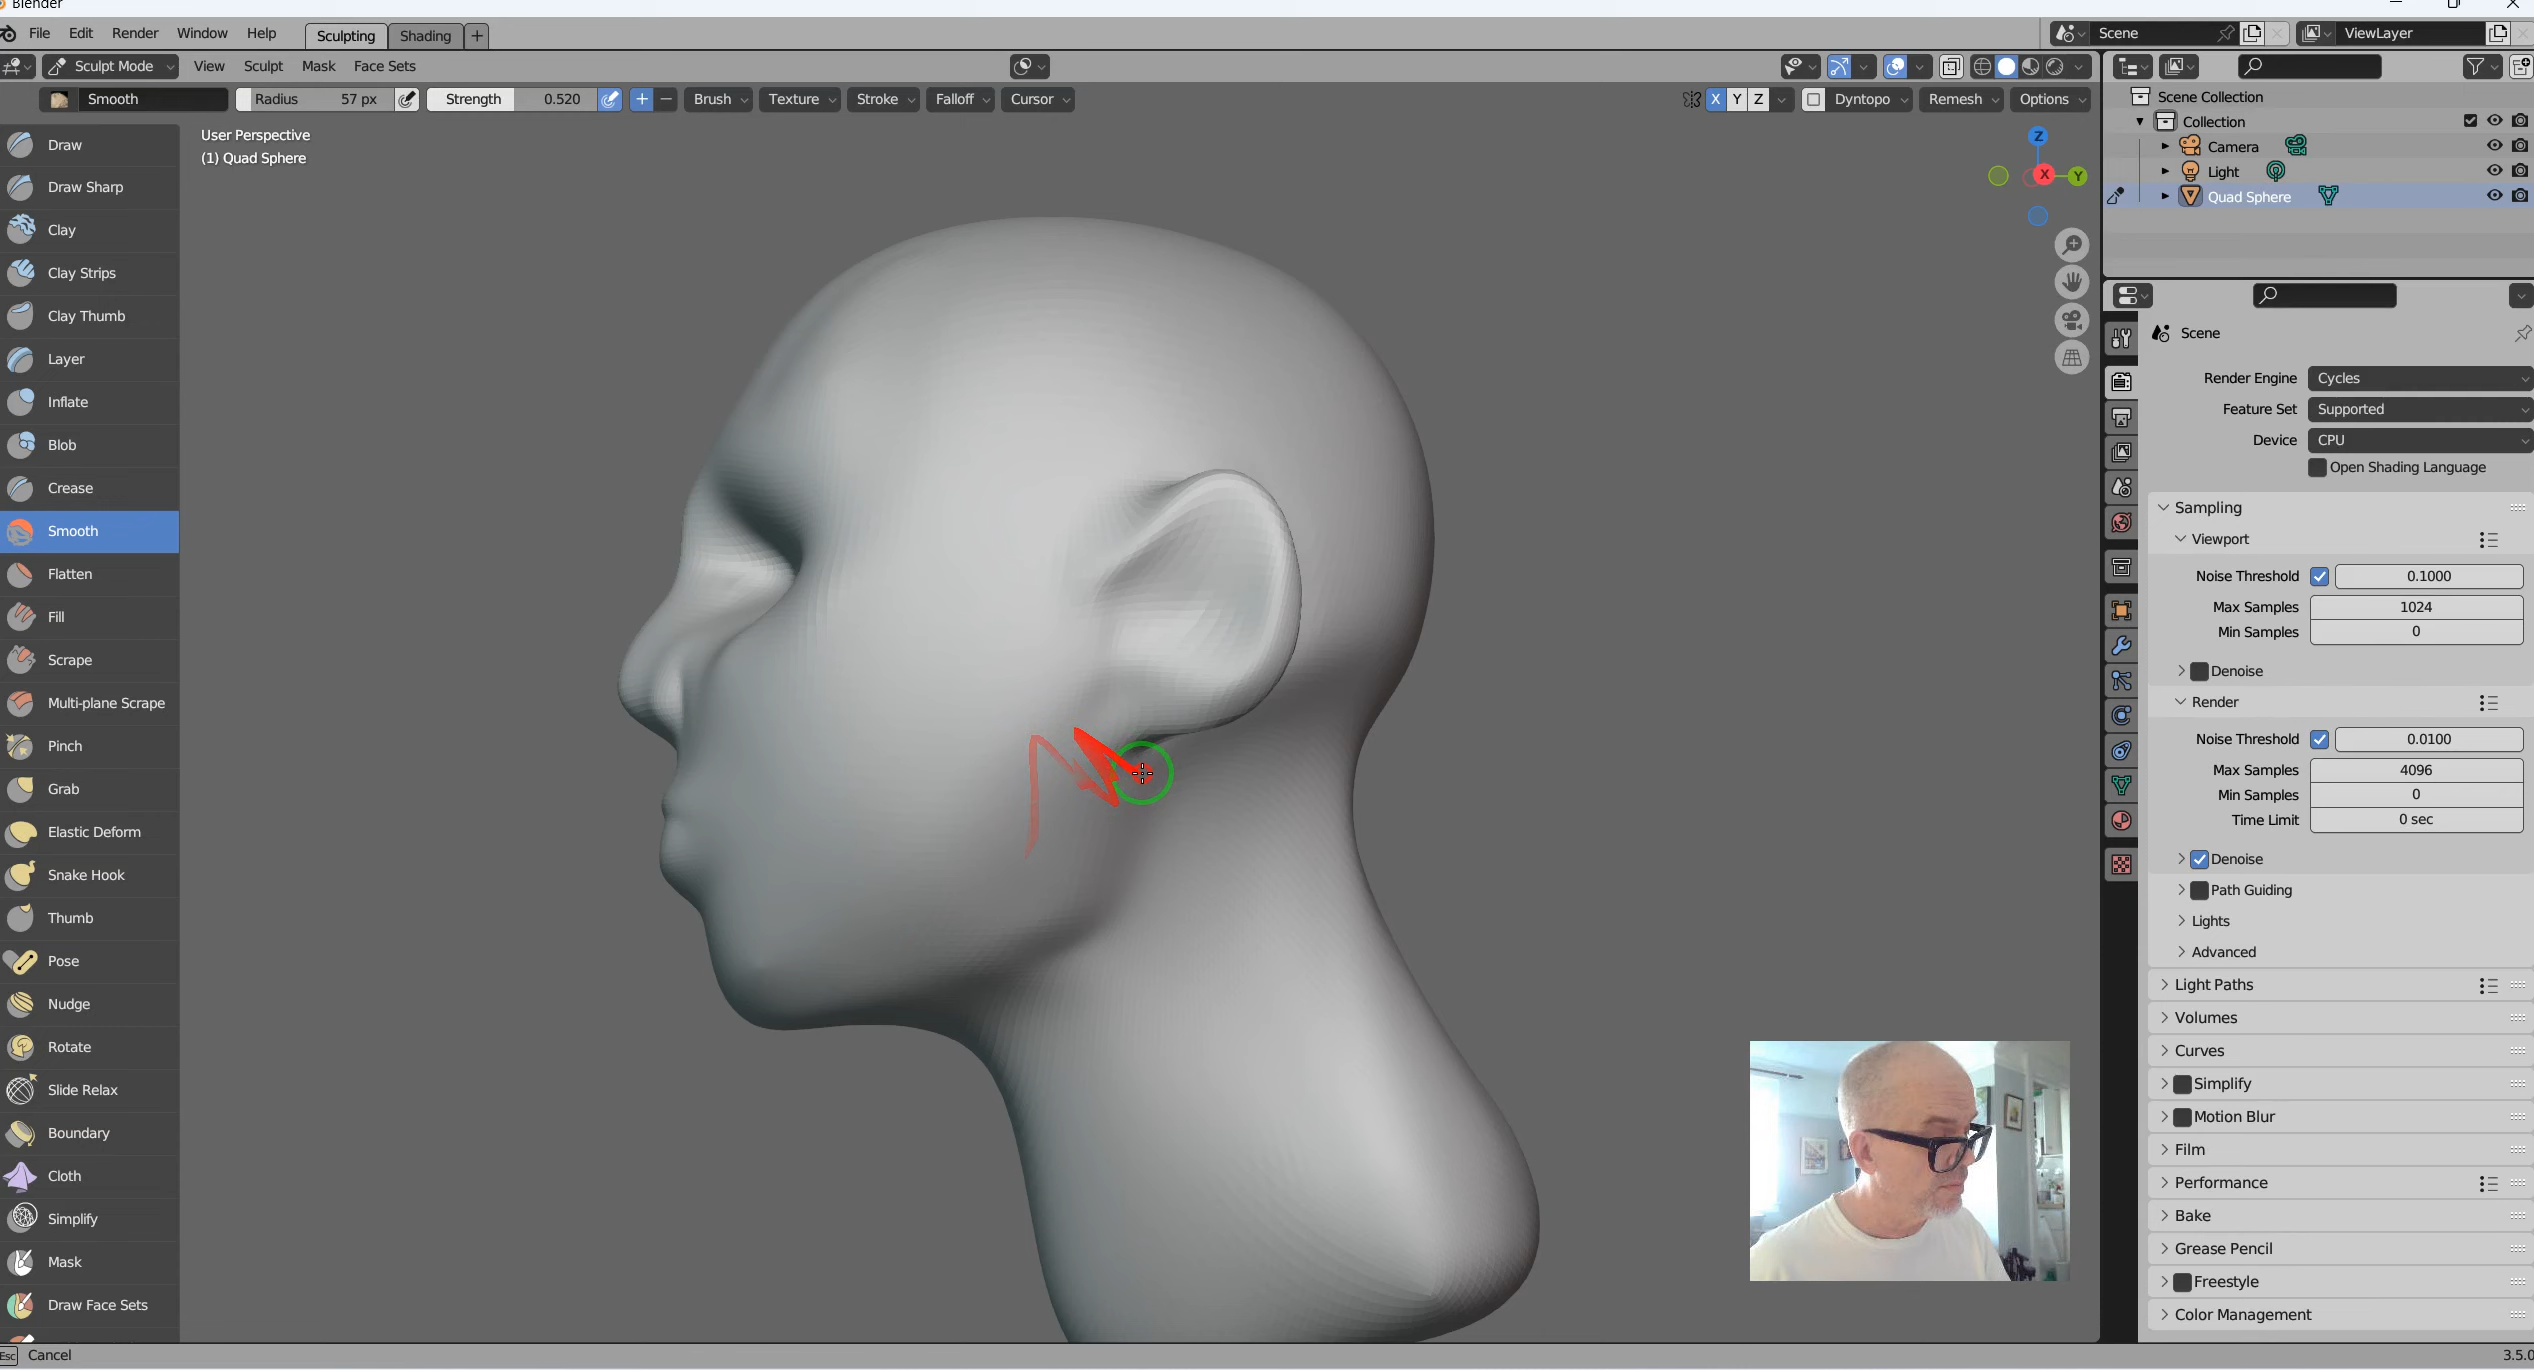 Blender
File Edit Render Window Help Sculpting Shading + Scene ViewLayer
Sculpt Mode View Sculpt Mask Face Sets
Smooth Radius 57 px Strength 0.520 + − Brush Texture Stroke Falloff Cursor X Y Z Dyntopo Remesh Options
User Perspective
(1) Quad Sphere
Draw
Draw Sharp
Clay
Clay Strips
Clay Thumb
Layer
Inflate
Blob
Crease
Smooth
Flatten
Fill
Scrape
Multi-plane Scrape
Pinch
Grab
Elastic Deform
Snake Hook
Thumb
Pose
Nudge
Rotate
Slide Relax
Boundary
Cloth
Simplify
Mask
Draw Face Sets
Z
X
Y
Scene Collection
Collection
Camera
Light
Quad Sphere
Scene
Render Engine Cycles
Feature Set Supported
Device CPU
Open Shading Language
Sampling
Viewport
Noise Threshold 0.1000
Max Samples 1024
Min Samples 0
Denoise
Render
Noise Threshold 0.0100
Max Samples 4096
Min Samples 0
Time Limit 0 sec
Denoise
Path Guiding
Lights
Advanced
Light Paths
Volumes
Curves
Simplify
Motion Blur
Film
Performance
Bake
Grease Pencil
Freestyle
Color Management
Esc Cancel
3.5.0